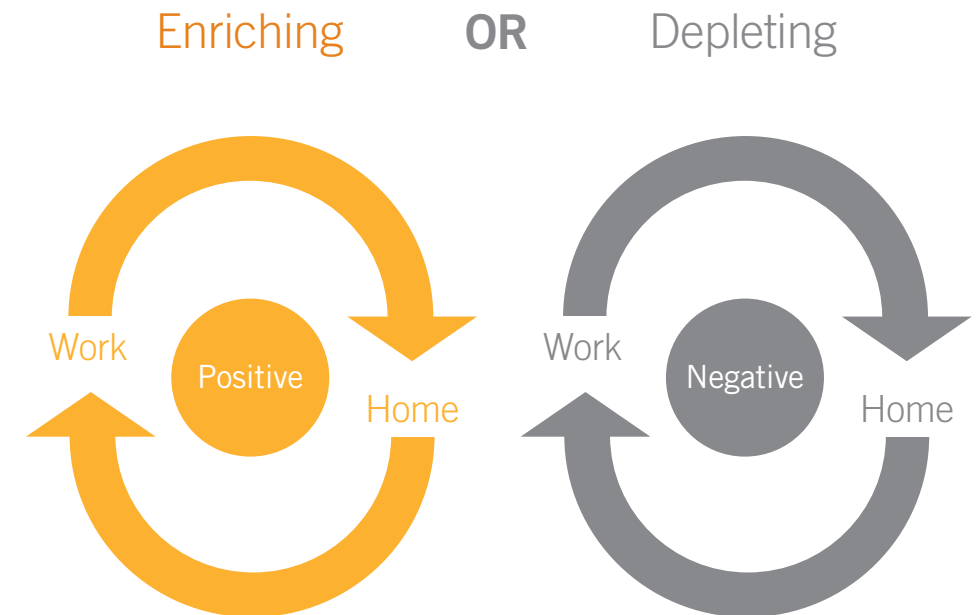 Enriching OR Depleting
Work
Positive
Home
Work
Negative
Home